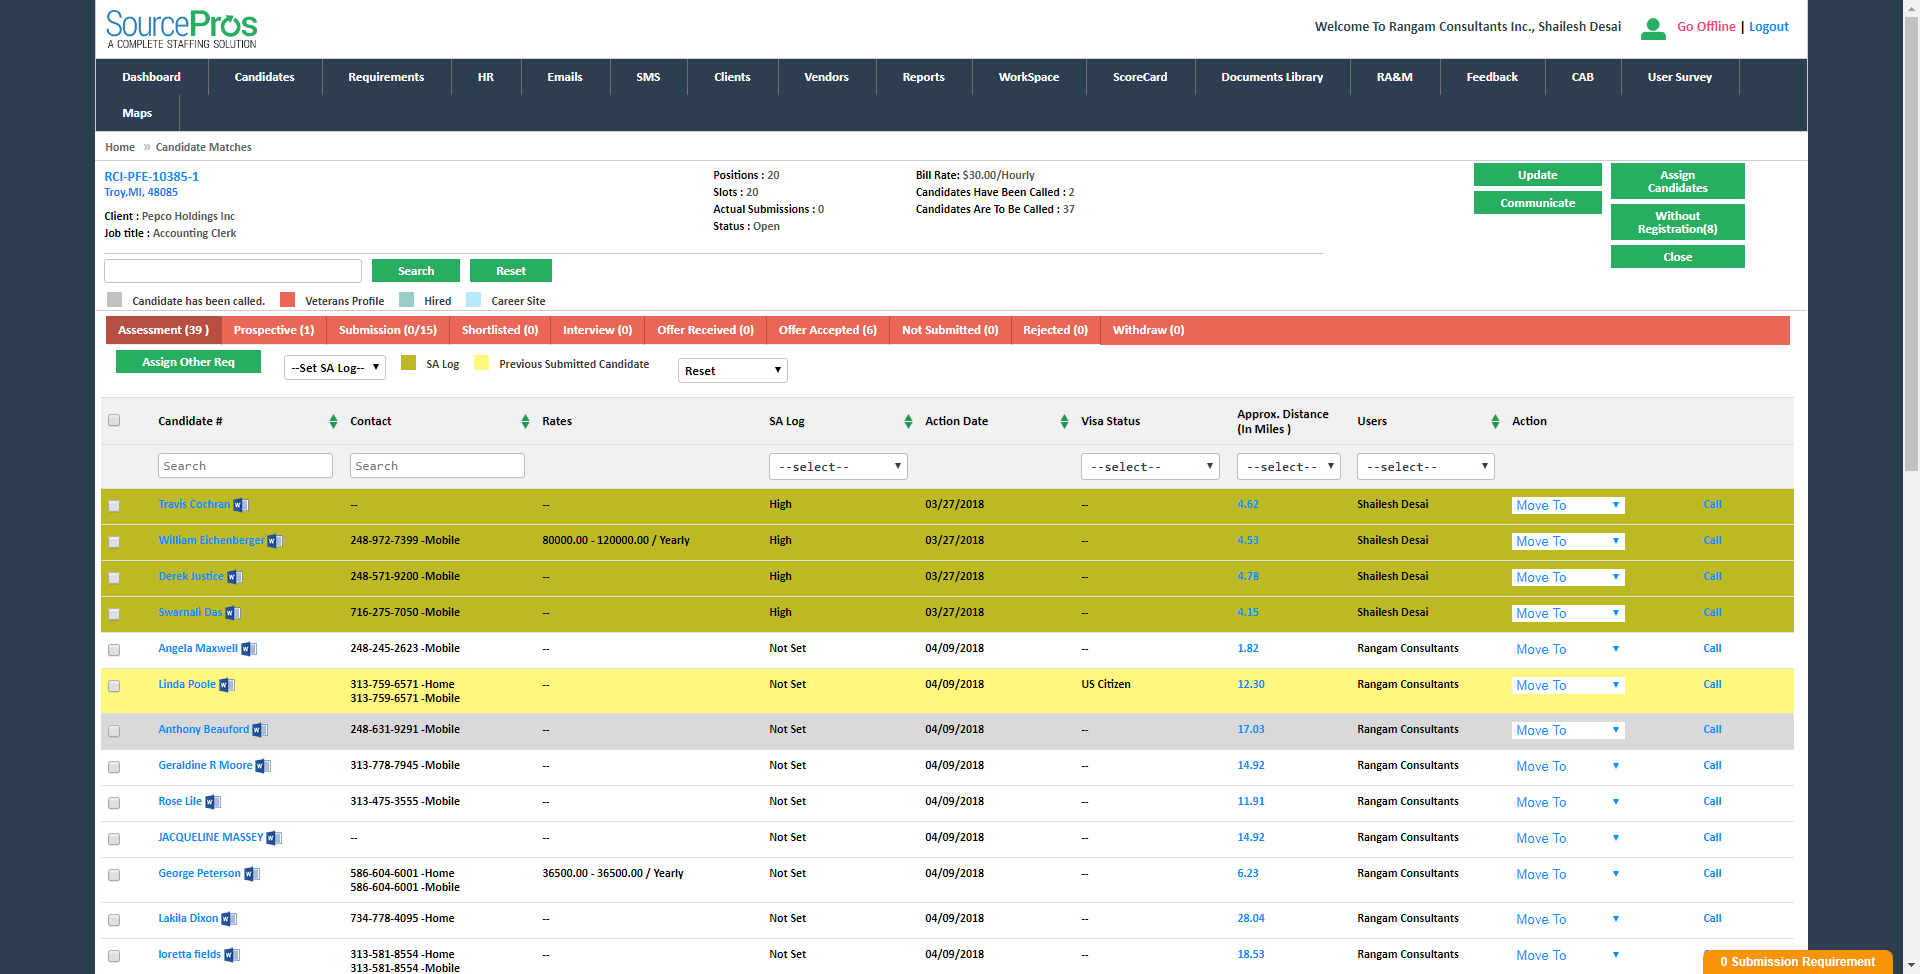 SourcePros
A COMPLETE STAFFING SOLUTION
Welcome To Rangam Consultants Inc., Shailesh Desai Go Offline | Logout
Dashboard Candidates Requirements HR Emails SMS Clients Vendors Reports WorkSpace ScoreCard Documents Library RA&M Feedback CAB User Survey
Maps
Home » Candidate Matches
RCI-PFE-10385-1
Troy,MI, 48085
Client : Pepco Holdings Inc
Job title : Accounting Clerk
Positions : 20
Slots : 20
Actual Submissions : 0
Status : Open
Bill Rate: $30.00/Hourly
Candidates Have Been Called : 2
Candidates Are To Be Called : 37
Update
Communicate
Assign
Candidates
Without
Registration(8)
Close
Search Reset
Candidate has been called. Veterans Profile Hired Career Site
Assessment (39 ) Prospective (1) Submission (0/15) Shortlisted (0) Interview (0) Offer Received (0) Offer Accepted (6) Not Submitted (0) Rejected (0) Withdraw (0)
Assign Other Req --Set SA Log-- SA Log Previous Submitted Candidate Reset
Candidate # Contact Rates SA Log Action Date Visa Status Approx. Distance
(In Miles ) Users Action
Search Search --select-- --select-- --select-- --select--
Travis Cochran -- -- High 03/27/2018 -- 4.62 Shailesh Desai Move To Call
William Eichenberger 248-972-7399 -Mobile 80000.00 - 120000.00 / Yearly High 03/27/2018 -- 4.53 Shailesh Desai Move To Call
Derek Justice 248-571-9200 -Mobile -- High 03/27/2018 -- 4.78 Shailesh Desai Move To Call
Swarnali Das 716-275-7050 -Mobile -- High 03/27/2018 -- 4.15 Shailesh Desai Move To Call
Angela Maxwell 248-245-2623 -Mobile -- Not Set 04/09/2018 -- 1.82 Rangam Consultants Move To Call
Linda Poole 313-759-6571 -Home -- Not Set 04/09/2018 US Citizen 12.30 Rangam Consultants Move To Call
313-759-6571 -Mobile
Anthony Beauford 248-631-9291 -Mobile -- Not Set 04/09/2018 -- 17.03 Rangam Consultants Move To Call
Geraldine R Moore 313-778-7945 -Mobile -- Not Set 04/09/2018 -- 14.92 Rangam Consultants Move To Call
Rose Lile 313-475-3555 -Mobile -- Not Set 04/09/2018 -- 11.91 Rangam Consultants Move To Call
JACQUELINE MASSEY -- -- Not Set 04/09/2018 -- 14.92 Rangam Consultants Move To Call
George Peterson 586-604-6001 -Home 36500.00 - 36500.00 / Yearly Not Set 04/09/2018 -- 6.23 Rangam Consultants Move To Call
586-604-6001 -Mobile
Lakila Dixon 734-778-4095 -Home -- Not Set 04/09/2018 -- 28.04 Rangam Consultants Move To Call
loretta fields 313-581-8554 -Home -- Not Set 04/09/2018 -- 18.53 Rangam Consultants Move To
313-581-8554 -Mobile
0 Submission Requirement